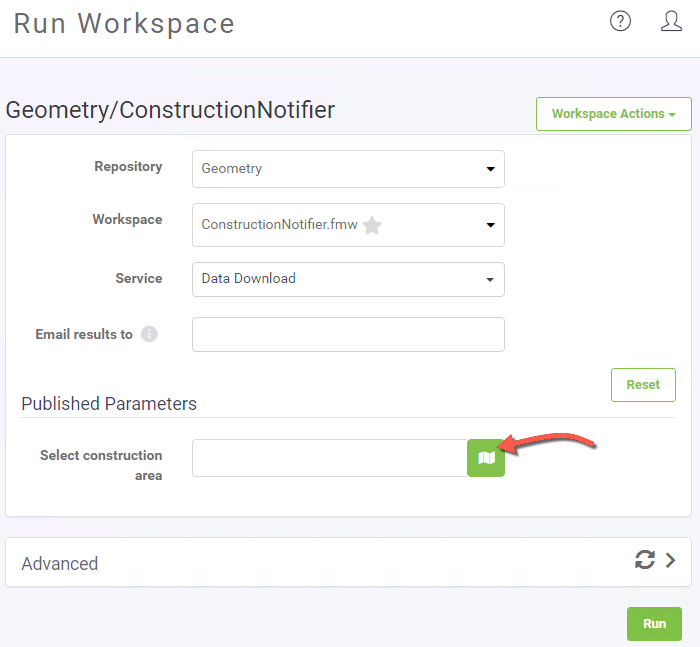 Run Workspace
?
Geometry/ConstructionNotifier
Workspace Actions
Repository
Geometry
Workspace
ConstructionNotifier.fmw
Service
Data Download
Email results to
i
Reset
Published Parameters
Select construction
area
Advanced
Run